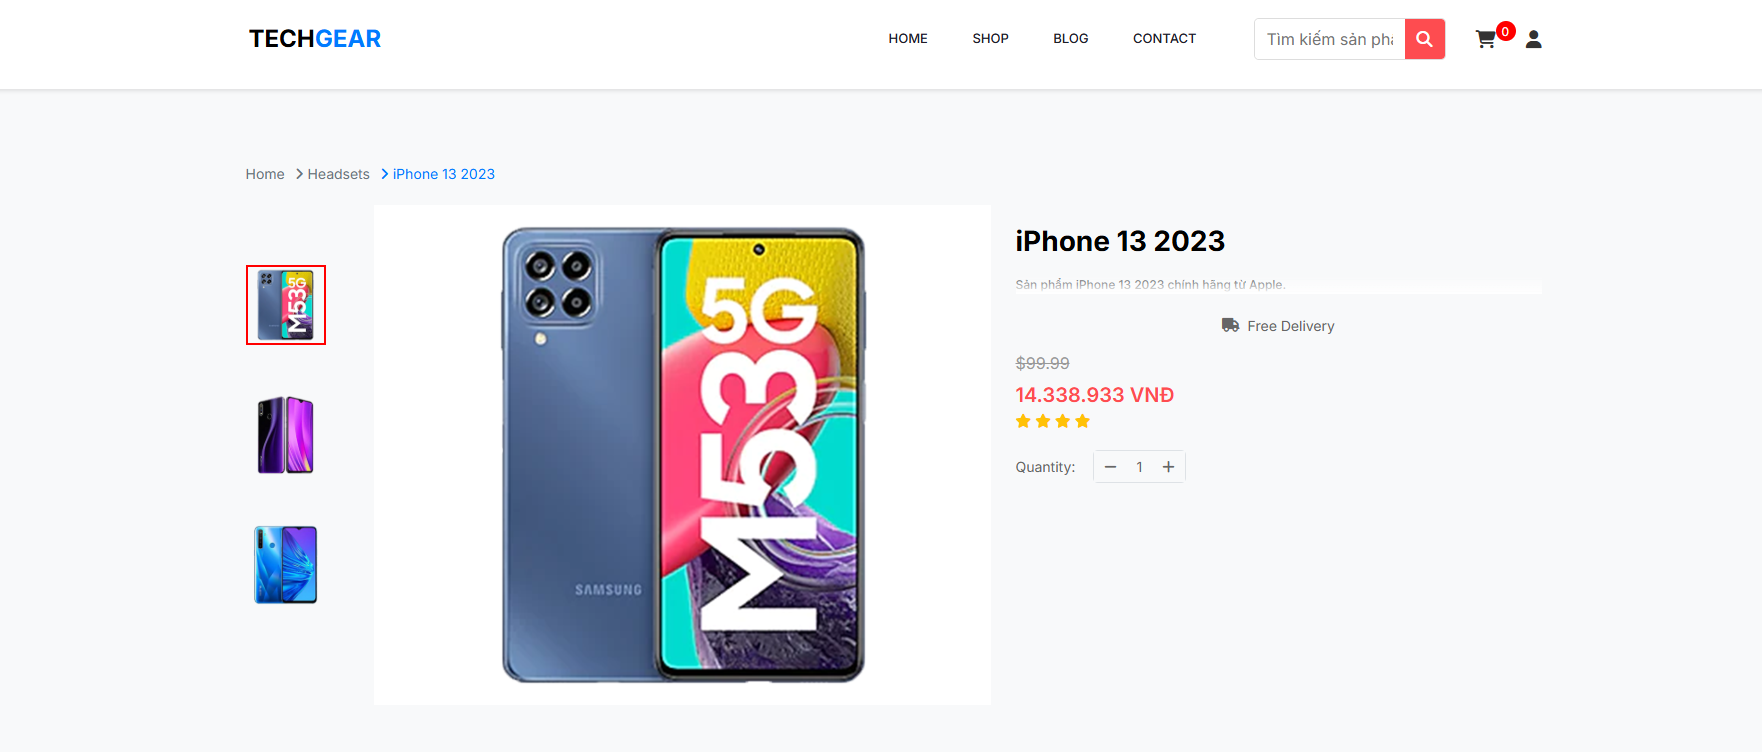 TECHGEAR
HOME SHOP BLOG CONTACT
Tìm kiếm sản phẩ
0
Home Headsets iPhone 13 2023
5G
M53
5G
M53
SAMSUNG
iPhone 13 2023
Sản phẩm iPhone 13 2023 chính hãng từ Apple.
Free Delivery
$99.99
14.338.933 VNĐ
Quantity: 1